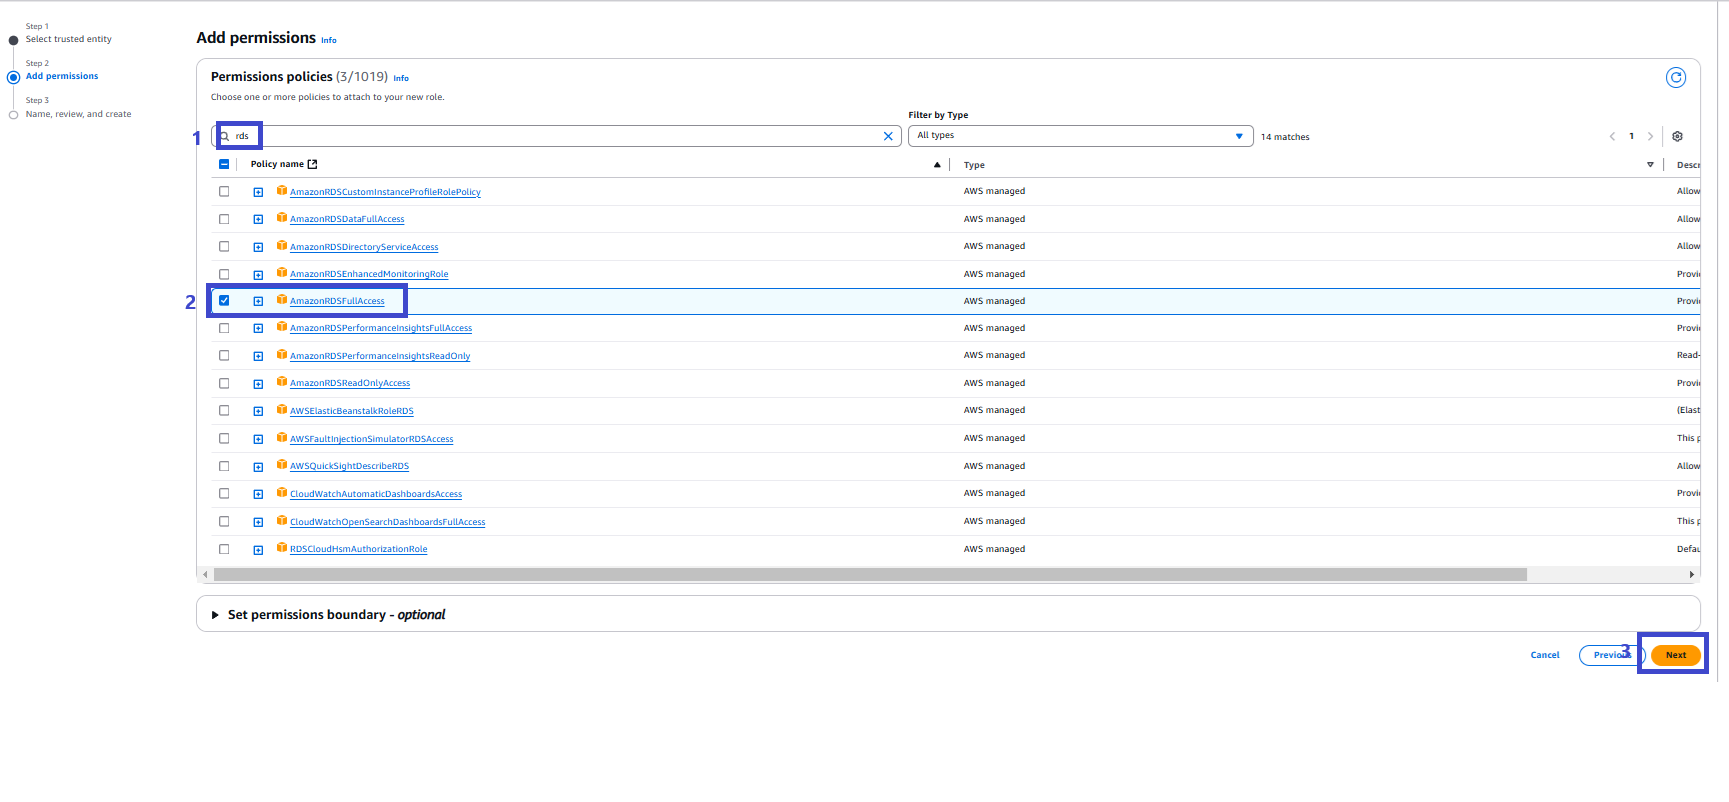 Step 1
Select trusted entity
Step 2
Add permissions
Step 3
Name, review, and create
Add permissions Info
Permissions policies (3/1019) Info
Choose one or more policies to attach to your new role.
Filter by Type
1 rds All types 14 matches 1
Policy name Type Descr
AmazonRDSCustomInstanceProfileRolePolicy AWS managed Allow
AmazonRDSDataFullAccess AWS managed Allow
AmazonRDSDirectoryServiceAccess AWS managed Allow
AmazonRDSEnhancedMonitoringRole AWS managed Provi
2 AmazonRDSFullAccess AWS managed Provi
AmazonRDSPerformanceInsightsFullAccess AWS managed Provi
AmazonRDSPerformanceInsightsReadOnly AWS managed Read-
AmazonRDSReadOnlyAccess AWS managed Provi
AWSElasticBeanstalkRoleRDS AWS managed (Elast
AWSFaultInjectionSimulatorRDSAccess AWS managed This p
AWSQuickSightDescribeRDS AWS managed Allow
CloudWatchAutomaticDashboardsAccess AWS managed Provi
CloudWatchOpenSearchDashboardsFullAccess AWS managed This p
RDSCloudHsmAuthorizationRole AWS managed Defau
Set permissions boundary - optional
Cancel Previous 3 Next